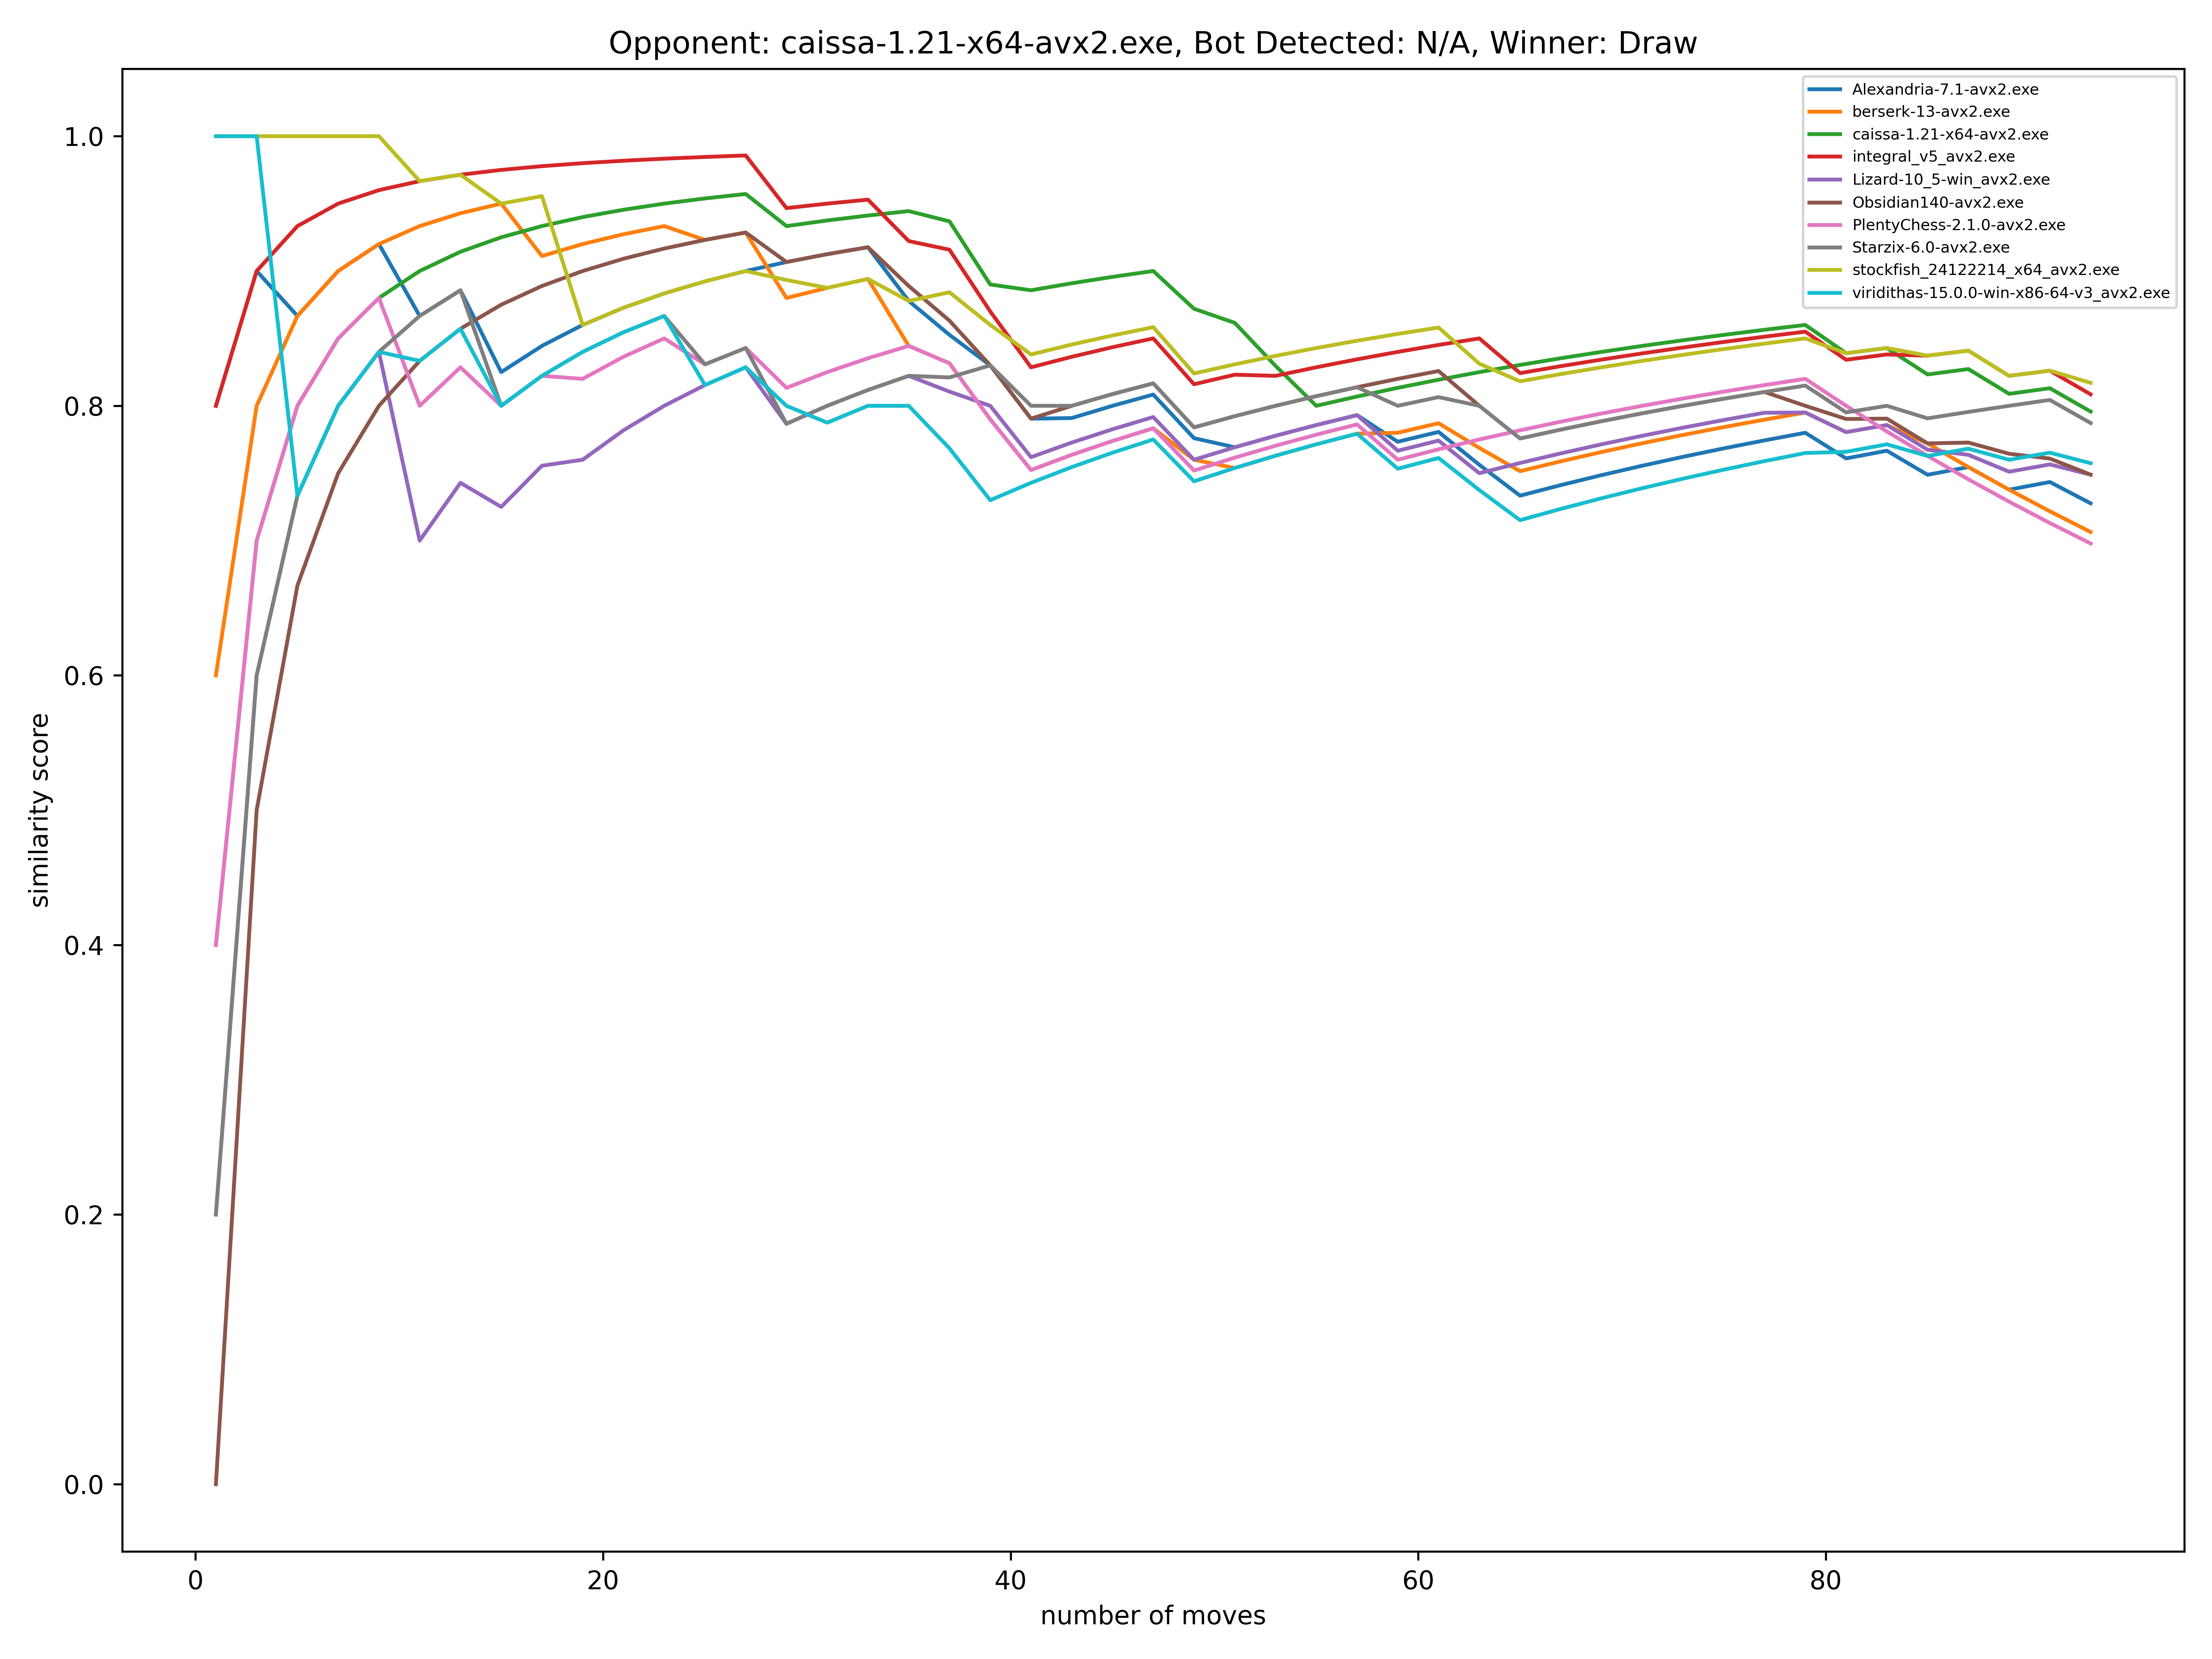 Opponent: caissa-1.21-x64-avx2.exe, Bot Detected: N/A, Winner: Draw
Alexandria-7.1-avx2.exe
berserk-13-avx2.exe
caissa-1.21-x64-avx2.exe
integral_v5_avx2.exe
Lizard-10_5-win_avx2.exe
Obsidian140-avx2.exe
PlentyChess-2.1.0-avx2.exe
Starzix-6.0-avx2.exe
stockfish_24122214_x64_avx2.exe
viridithas-15.0.0-win-x86-64-v3_avx2.exe
similarity score
1.0
0.8
0.6
0.4
0.2
0.0
0
20
40
60
80
number of moves